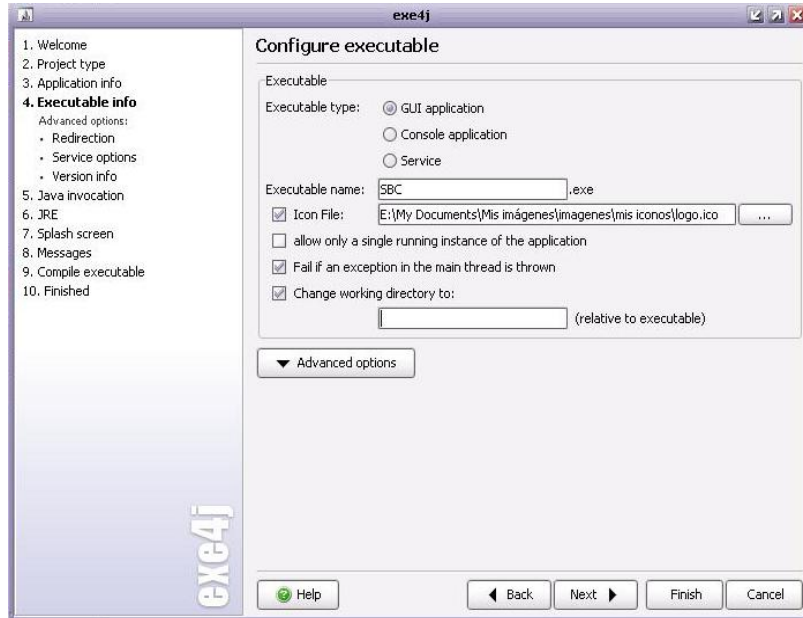 exe4j
1. Welcome
2. Project type
3. Application info
4. Executable info
Advanced options:
• Redirection
• Service options
• Version info
5. Java invocation
6. JRE
7. Splash screen
8. Messages
9. Compile executable
10. Finished
exe4j
Configure executable
Executable
Executable type: GUI application
Console application
Service
Executable name: SBC .exe
Icon File: E:\My Documents\Mis imágenes\imagenes\mis iconos\logo.ico ...
allow only a single running instance of the application
Fail if an exception in the main thread is thrown
Change working directory to:
(relative to executable)
Advanced options
Help Back Next Finish Cancel